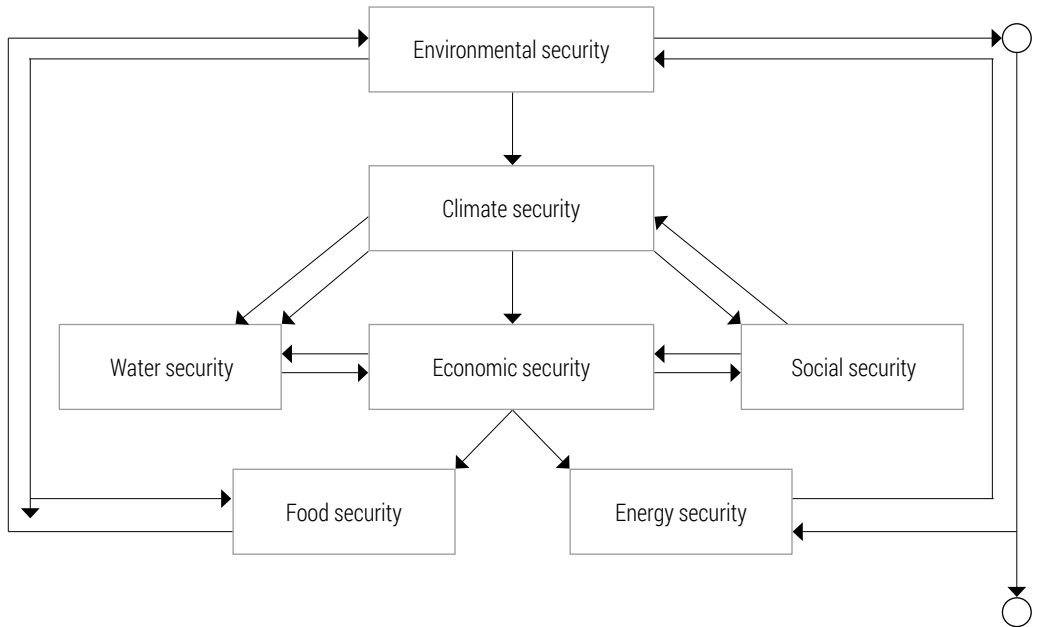 Environmental security
Climate security
Water security
Economic security
Social security
Food security
Energy security